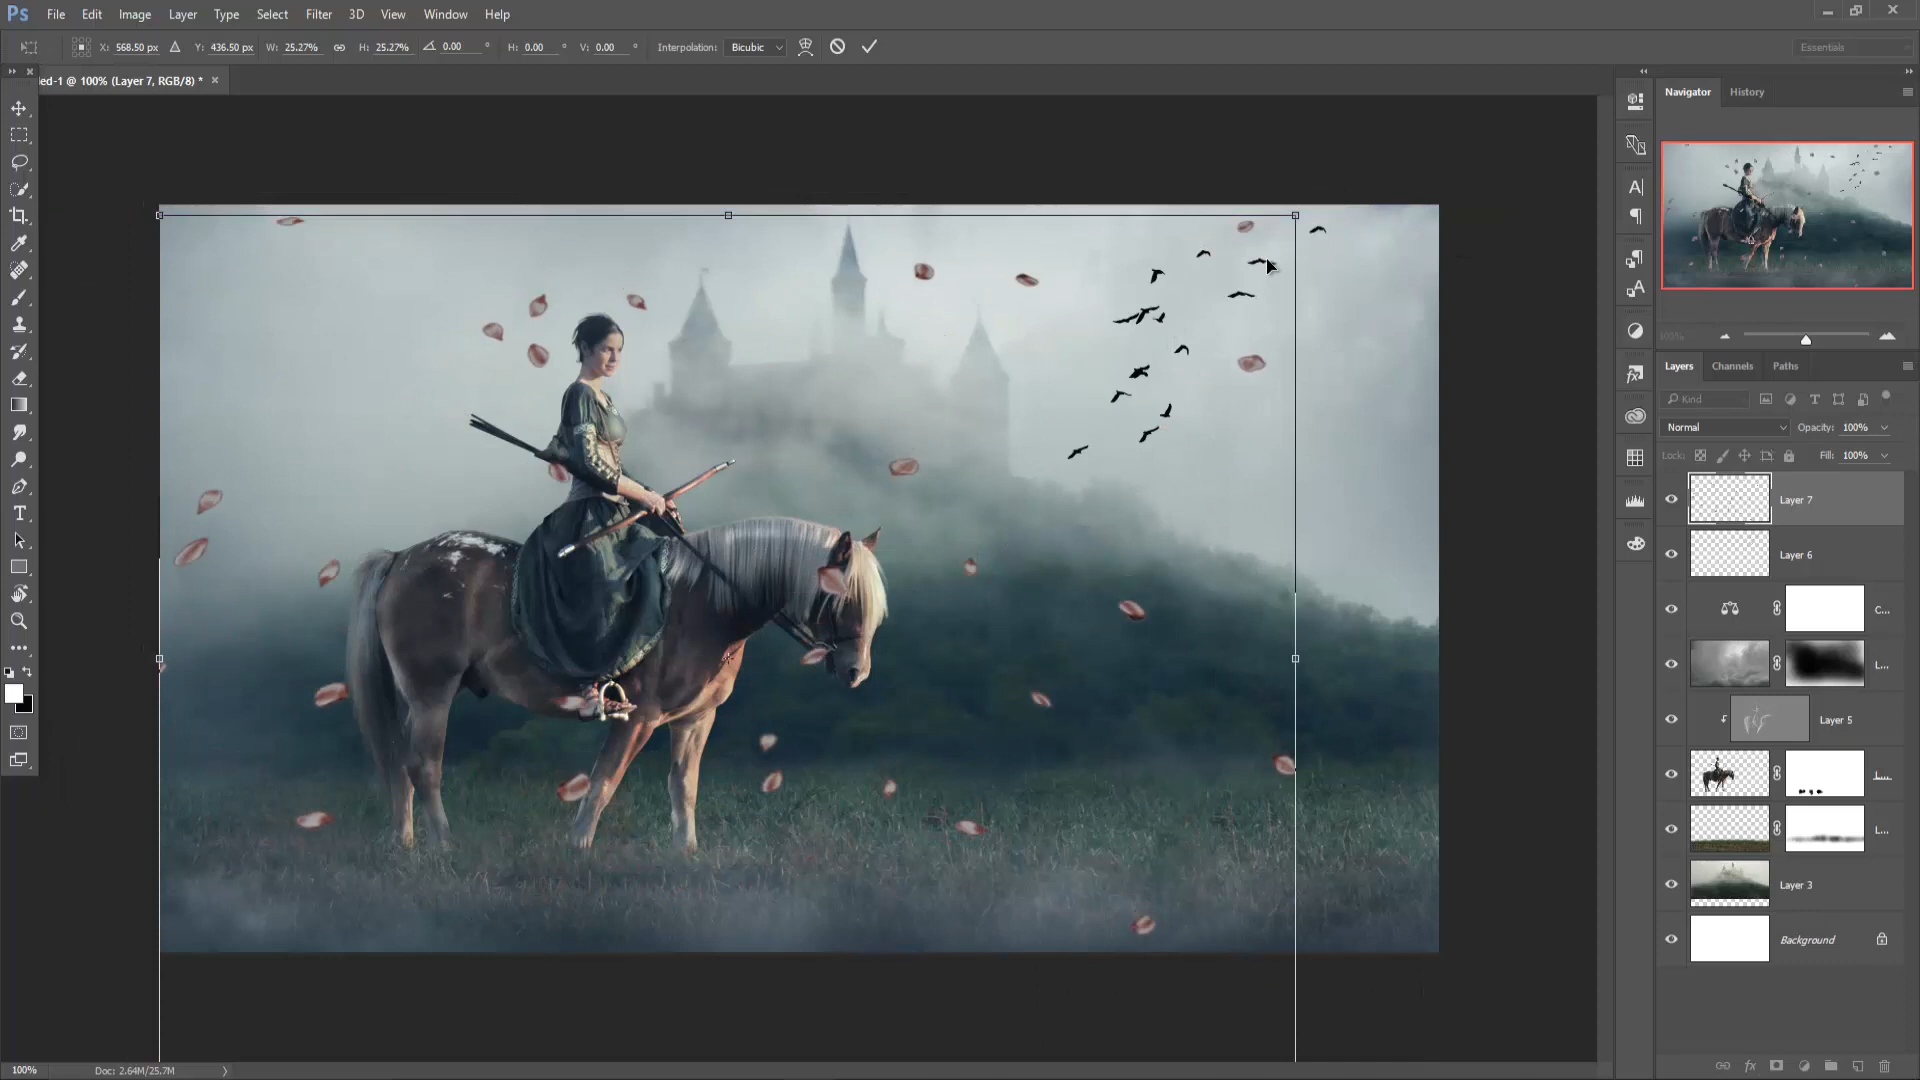 Ps File Edit Image Layer Type Select Filter 3D View Window Help
X: 568.50 px Y: 436.50 px W: 25.27% H: 25.27% 0.00 ° H: 0.00 ° V: 0.00 ° Interpolation: Bicubic Essentials
ed-1 @ 100% (Layer 7, RGB/8) * ×
Navigator History
100%
Layers Channels Paths
Kind
Normal Opacity: 100%
Lock: Fill: 100%
Layer 7
Layer 6
C...
L...
Layer 5
L...
L...
Layer 3
Background
100% Doc: 2.64M/25.7M